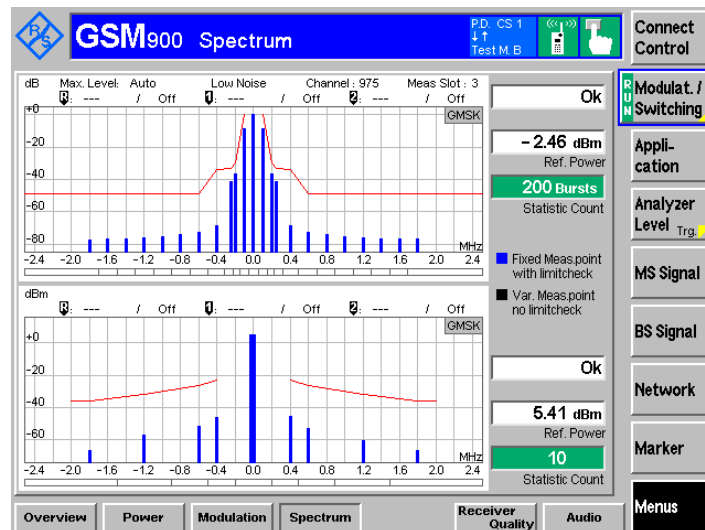 R&S GSM900 Spectrum
P.D. CS 1
↓↑
Test M. B
dB Max. Level: Auto Low Noise Channel : 975 Meas Slot : 3
R: --- / Off 1: --- / Off 2: --- / Off
GMSK
+0
-20
-40
-60
-80
MHz
-2.4 -2.0 -1.6 -1.2 -0.8 -0.4 0.0 0.4 0.8 1.2 1.6 2.0 2.4
Ok
- 2.46 dBm
Ref. Power
200 Bursts
Statistic Count
Fixed Meas.point
with limitcheck
Var. Meas.point
no limitcheck
dBm
R: --- / Off 1: --- / Off 2: --- / Off
GMSK
+0
-20
-40
-60
MHz
-2.4 -2.0 -1.6 -1.2 -0.8 -0.4 0.0 0.4 0.8 1.2 1.6 2.0 2.4
Ok
5.41 dBm
Ref. Power
10
Statistic Count
Connect
Control
RUN
Modulat. /
Switching
Appli-
cation
Analyzer
Level Trg.
MS Signal
BS Signal
Network
Marker
Menus
Overview Power Modulation Spectrum Receiver Quality Audio